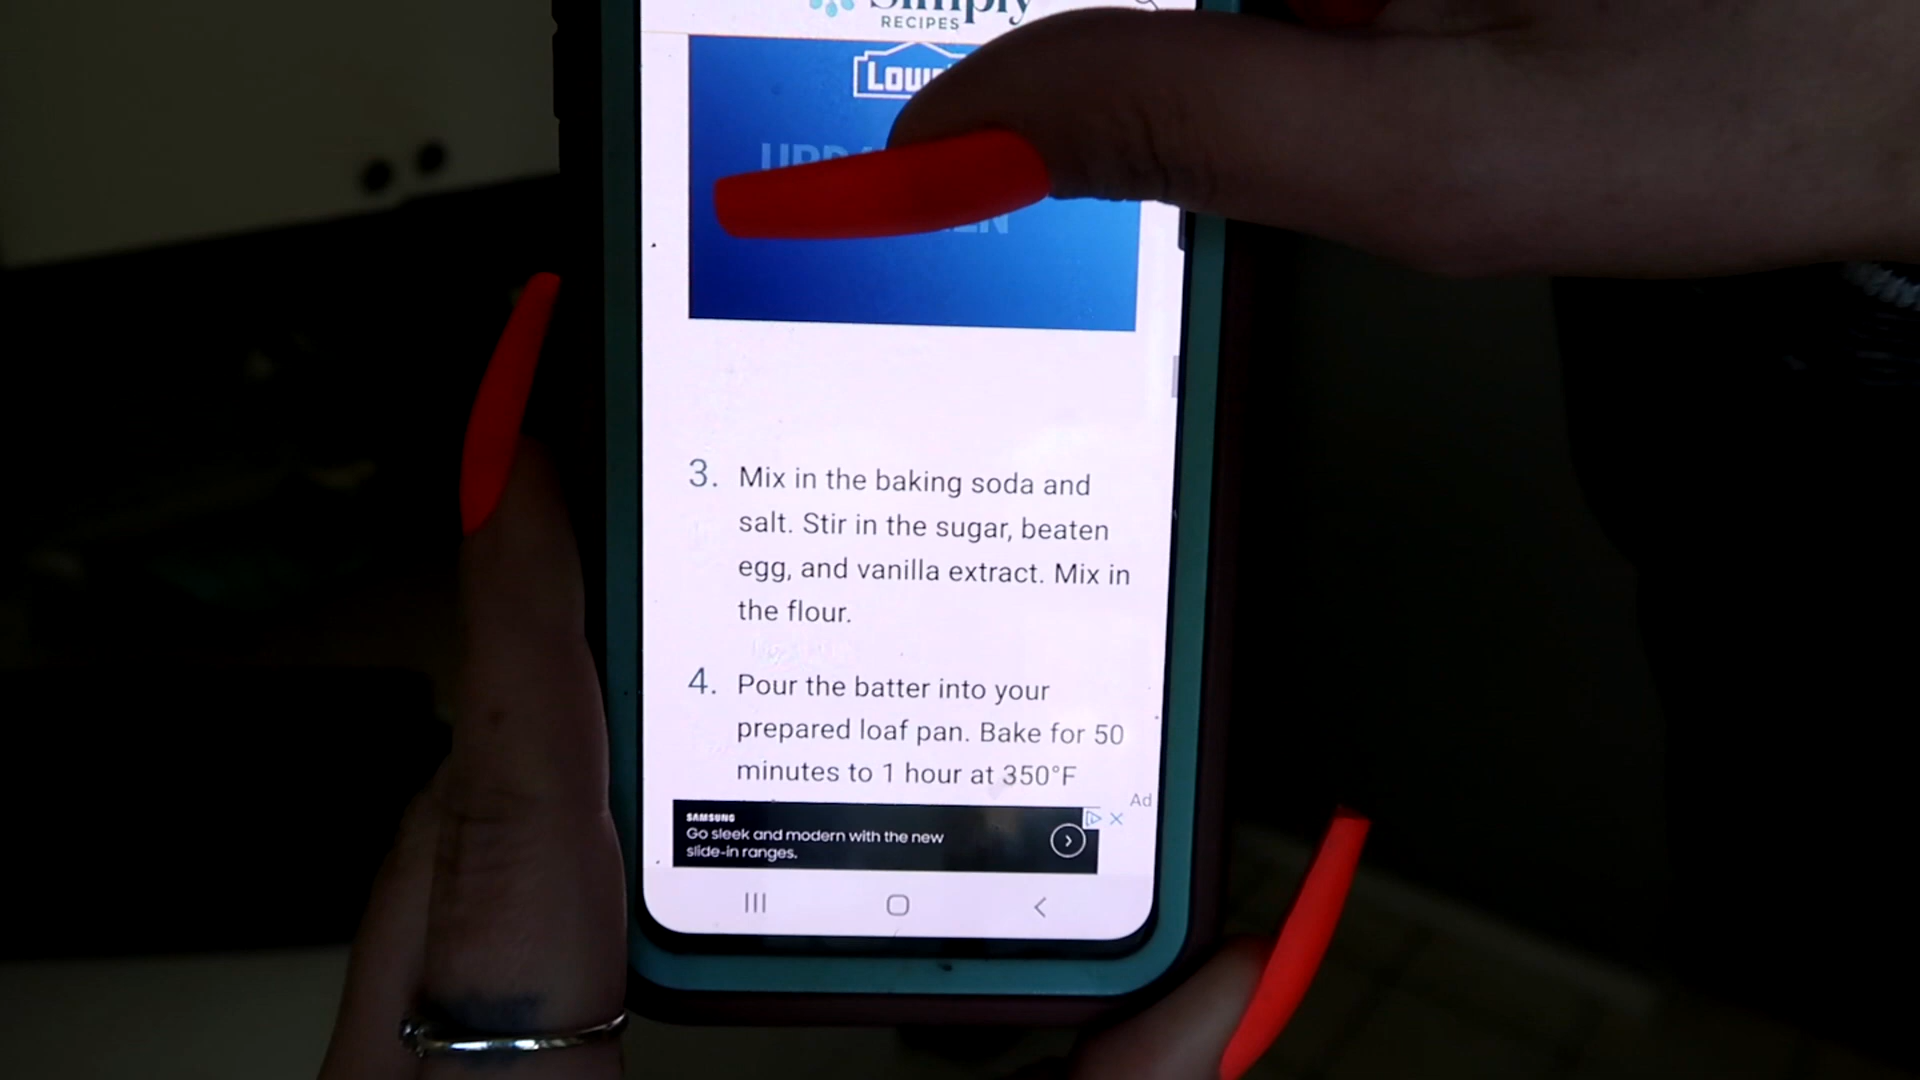 Simply
RECIPES
3. Mix in the baking soda and
salt. Stir in the sugar, beaten
egg, and vanilla extract. Mix in
the flour.
4. Pour the batter into your
prepared loaf pan. Bake for 50
minutes to 1 hour at 350°F
Ad
SAMSUNG
Go sleek and modern with the new
slide-in ranges.